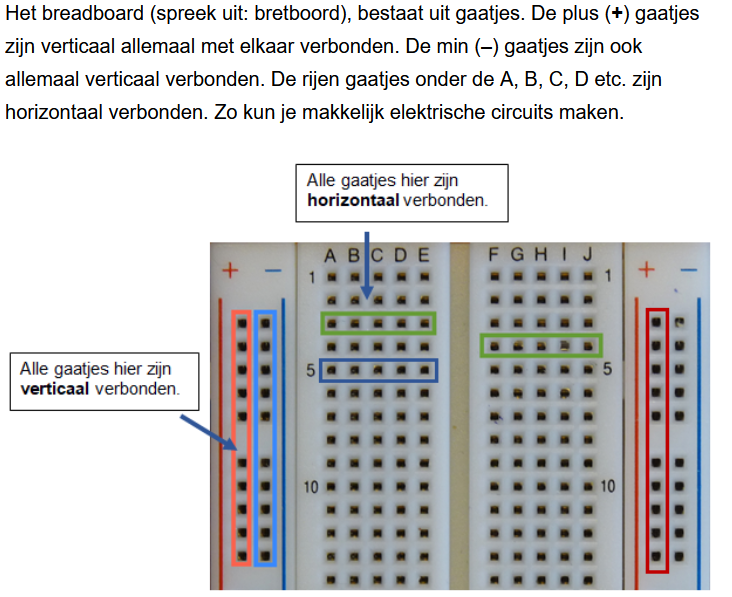 Het breadboard (spreek uit: bretboord), bestaat uit gaatjes. De plus (+) gaatjes
zijn verticaal allemaal met elkaar verbonden. De min (–) gaatjes zijn ook
allemaal verticaal verbonden. De rijen gaatjes onder de A, B, C, D etc. zijn
horizontaal verbonden. Zo kun je makkelijk elektrische circuits maken.
Alle gaatjes hier zijn
horizontaal verbonden.
+ – A B C D E F G H I J + –
1 1
Alle gaatjes hier zijn
verticaal verbonden.
5 5
10 10